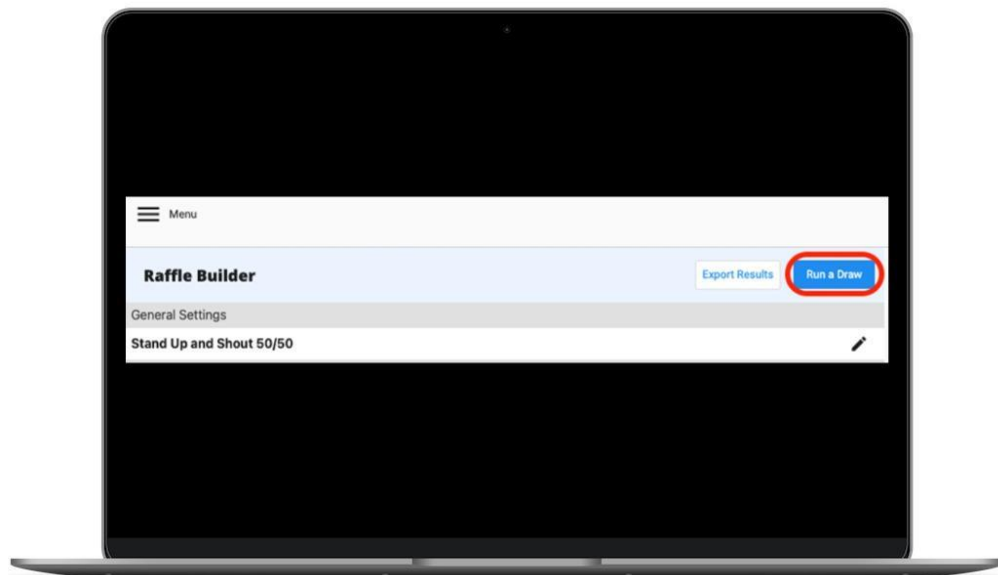 Menu
Raffle Builder
Export Results
Run a Draw
General Settings
Stand Up and Shout 50/50